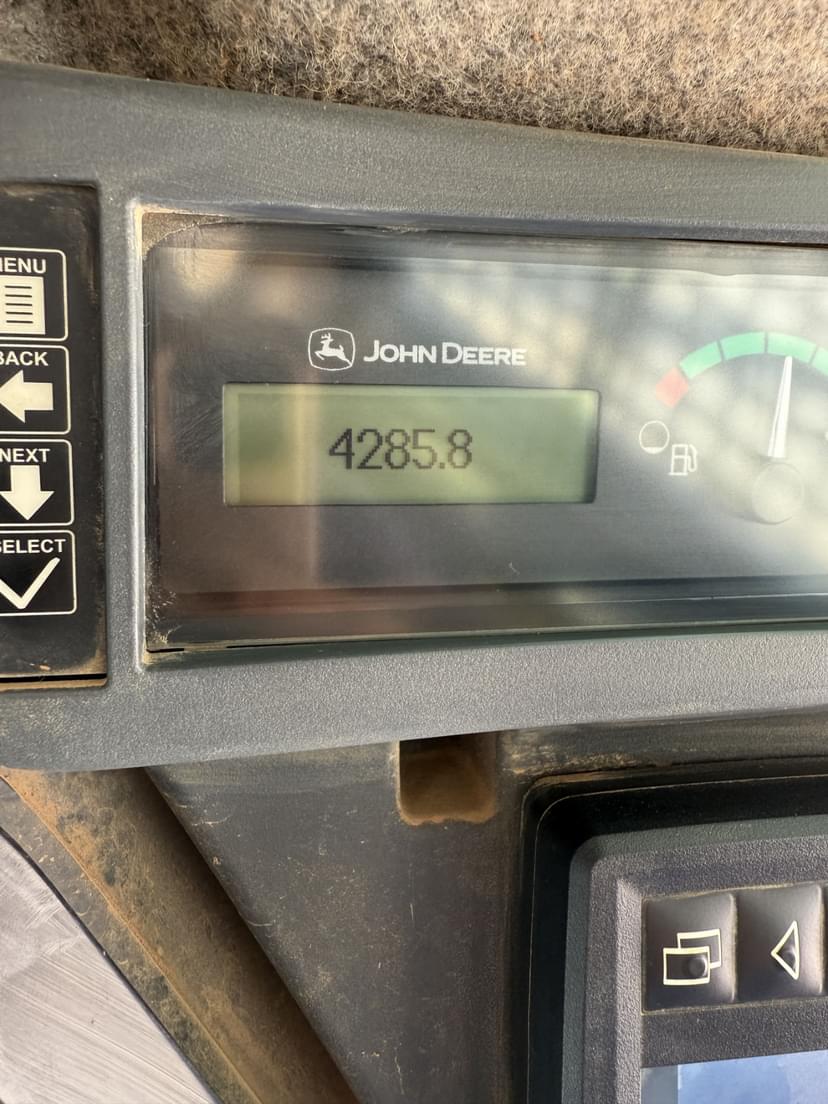 MENU
BACK
NEXT
SELECT
JOHN DEERE
4285.8